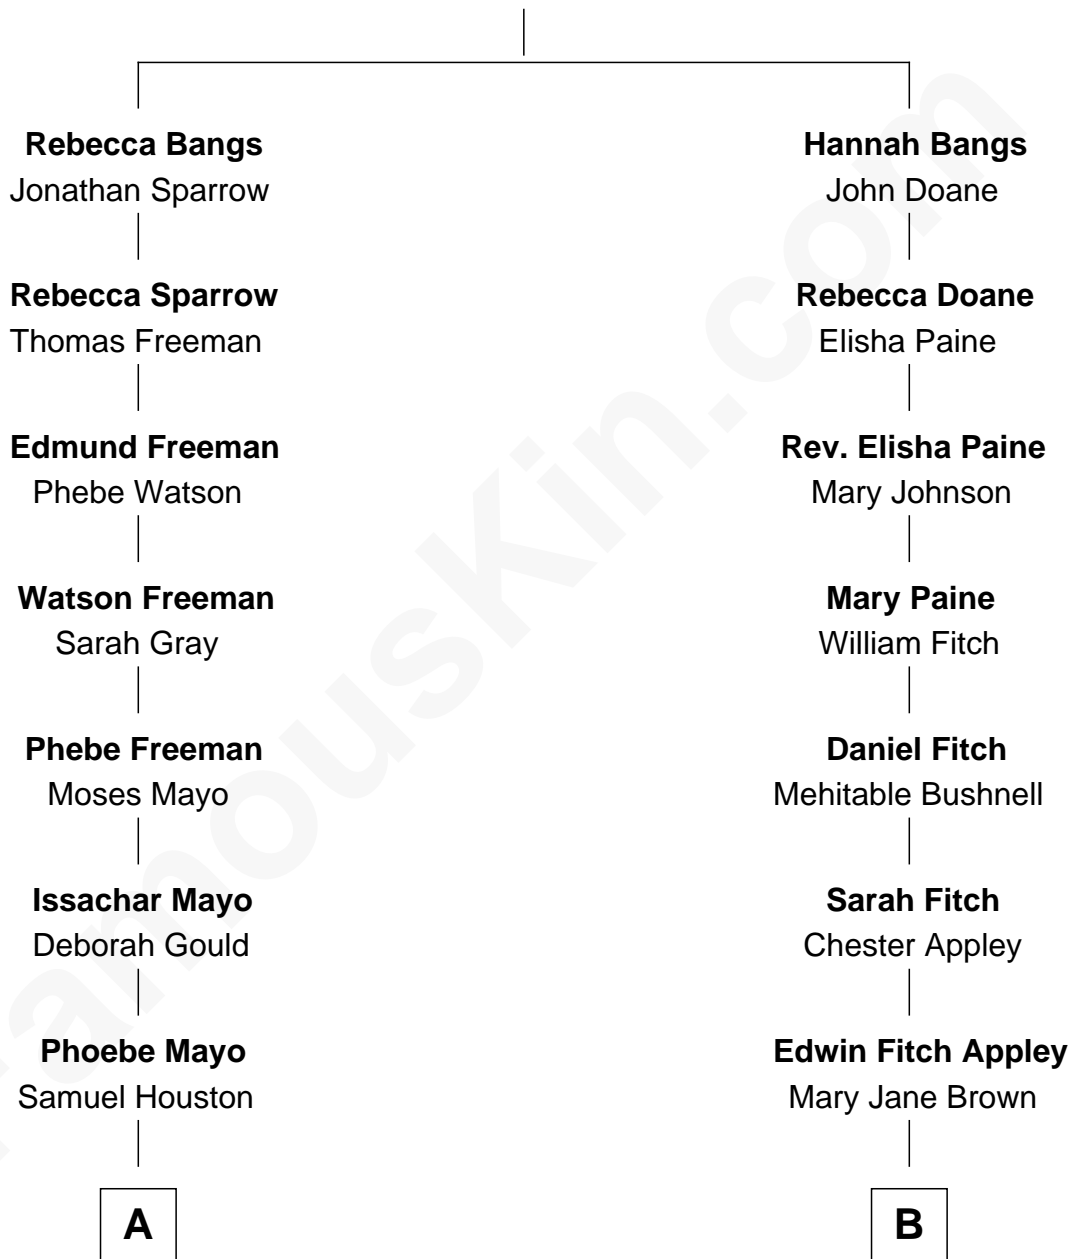 Rebecca Bangs
Jonathan Sparrow
Rebecca Sparrow
Thomas Freeman
Edmund Freeman
Phebe Watson
Watson Freeman
Sarah Gray
Phebe Freeman
Moses Mayo
Issachar Mayo
Deborah Gould
Phoebe Mayo
Samuel Houston
A
Hannah Bangs
John Doane
Rebecca Doane
Elisha Paine
Rev. Elisha Paine
Mary Johnson
Mary Paine
William Fitch
Daniel Fitch
Mehitable Bushnell
Sarah Fitch
Chester Appley
Edwin Fitch Appley
Mary Jane Brown
B
FamousKin.com